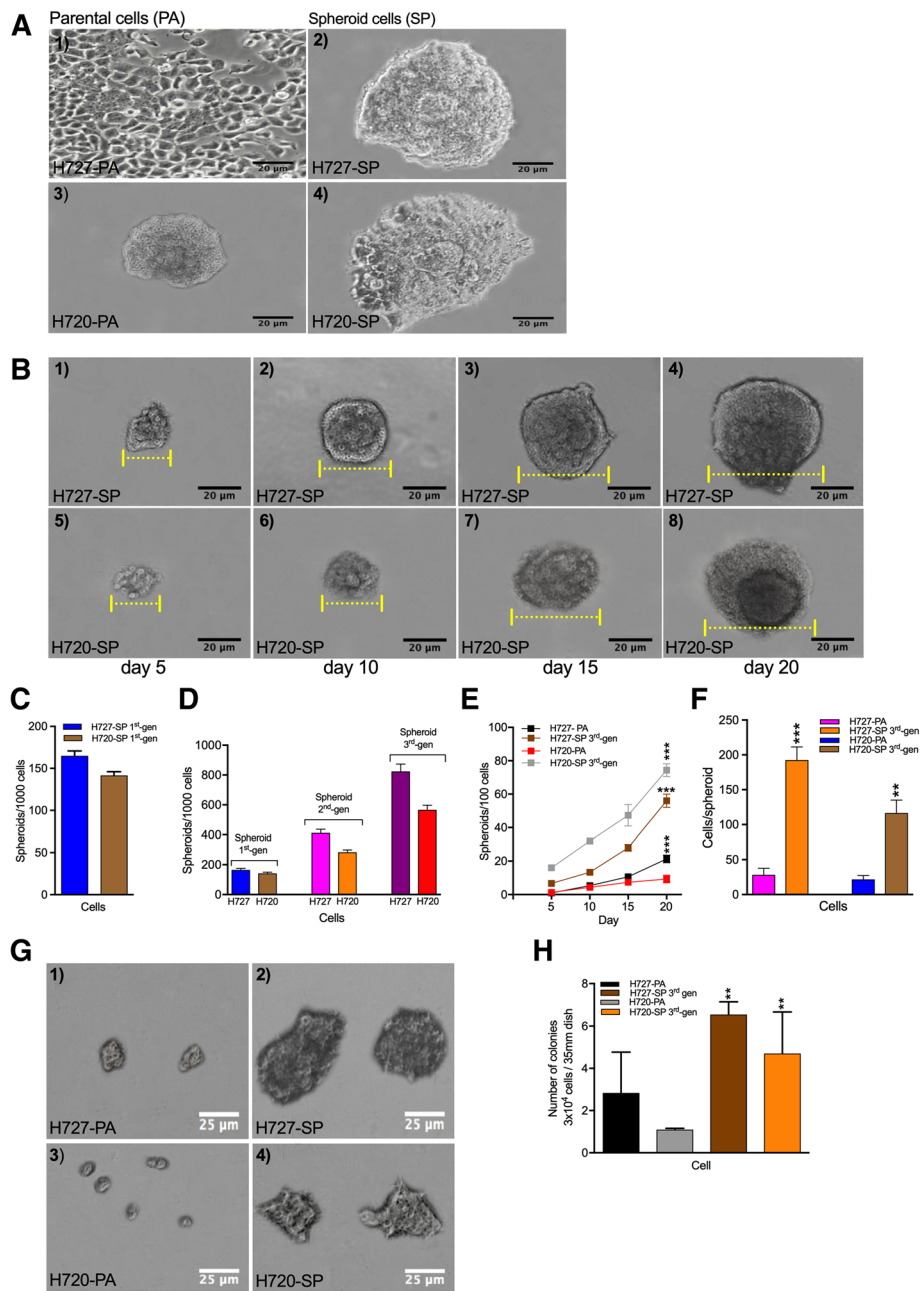 A
Parental cells (PA)
Spheroid cells (SP)
1)
20 µm
H727-PA
2)
20 µm
H727-SP
3)
20 µm
H720-PA
4)
20 µm
H720-SP
B
1)
20 µm
H727-SP
2)
20 µm
H727-SP
3)
20 µm
H727-SP
4)
20 µm
H727-SP
5)
20 µm
H720-SP
6)
20 µm
H720-SP
7)
20 µm
H720-SP
8)
20 µm
H720-SP
day 5
day 10
day 15
day 20
C
H727-SP 1st-gen
H720-SP 1st-gen
Spheroids/1000 cells
200
150
100
50
0
Cells
D
Spheroids/1000 cells
1000
800
600
400
200
0
Spheroid
1st-gen
Spheroid
2nd-gen
Spheroid
3rd-gen
H727 H720
H727 H720
H727 H720
Cells
E
H727- PA
H727-SP 3rd-gen
H720-PA
H720-SP 3rd-gen
Spheroids/100 cells
100
80
60
40
20
0
***
***
***
5 10 15 20
Day
F
H727-PA
H727-SP 3rd-gen
H720-PA
H720-SP 3rd-gen
Cells/spheroid
250
200
150
100
50
0
***
**
Cells
G
1)
25 µm
H727-PA
2)
25 µm
H727-SP
3)
25 µm
H720-PA
4)
25 µm
H720-SP
H
H727-PA
H727-SP 3rd gen
H720-PA
H720-SP 3rd-gen
Number of colonies
3x10⁴ cells / 35mm dish
8
6
4
2
0
**
**
Cell